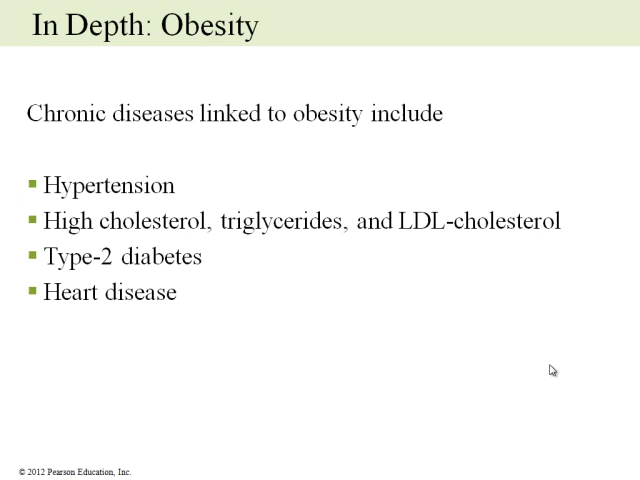 In Depth: Obesity
Chronic diseases linked to obesity include
▪ Hypertension
▪ High cholesterol, triglycerides, and LDL-cholesterol
▪ Type-2 diabetes
▪ Heart disease
© 2012 Pearson Education, Inc.